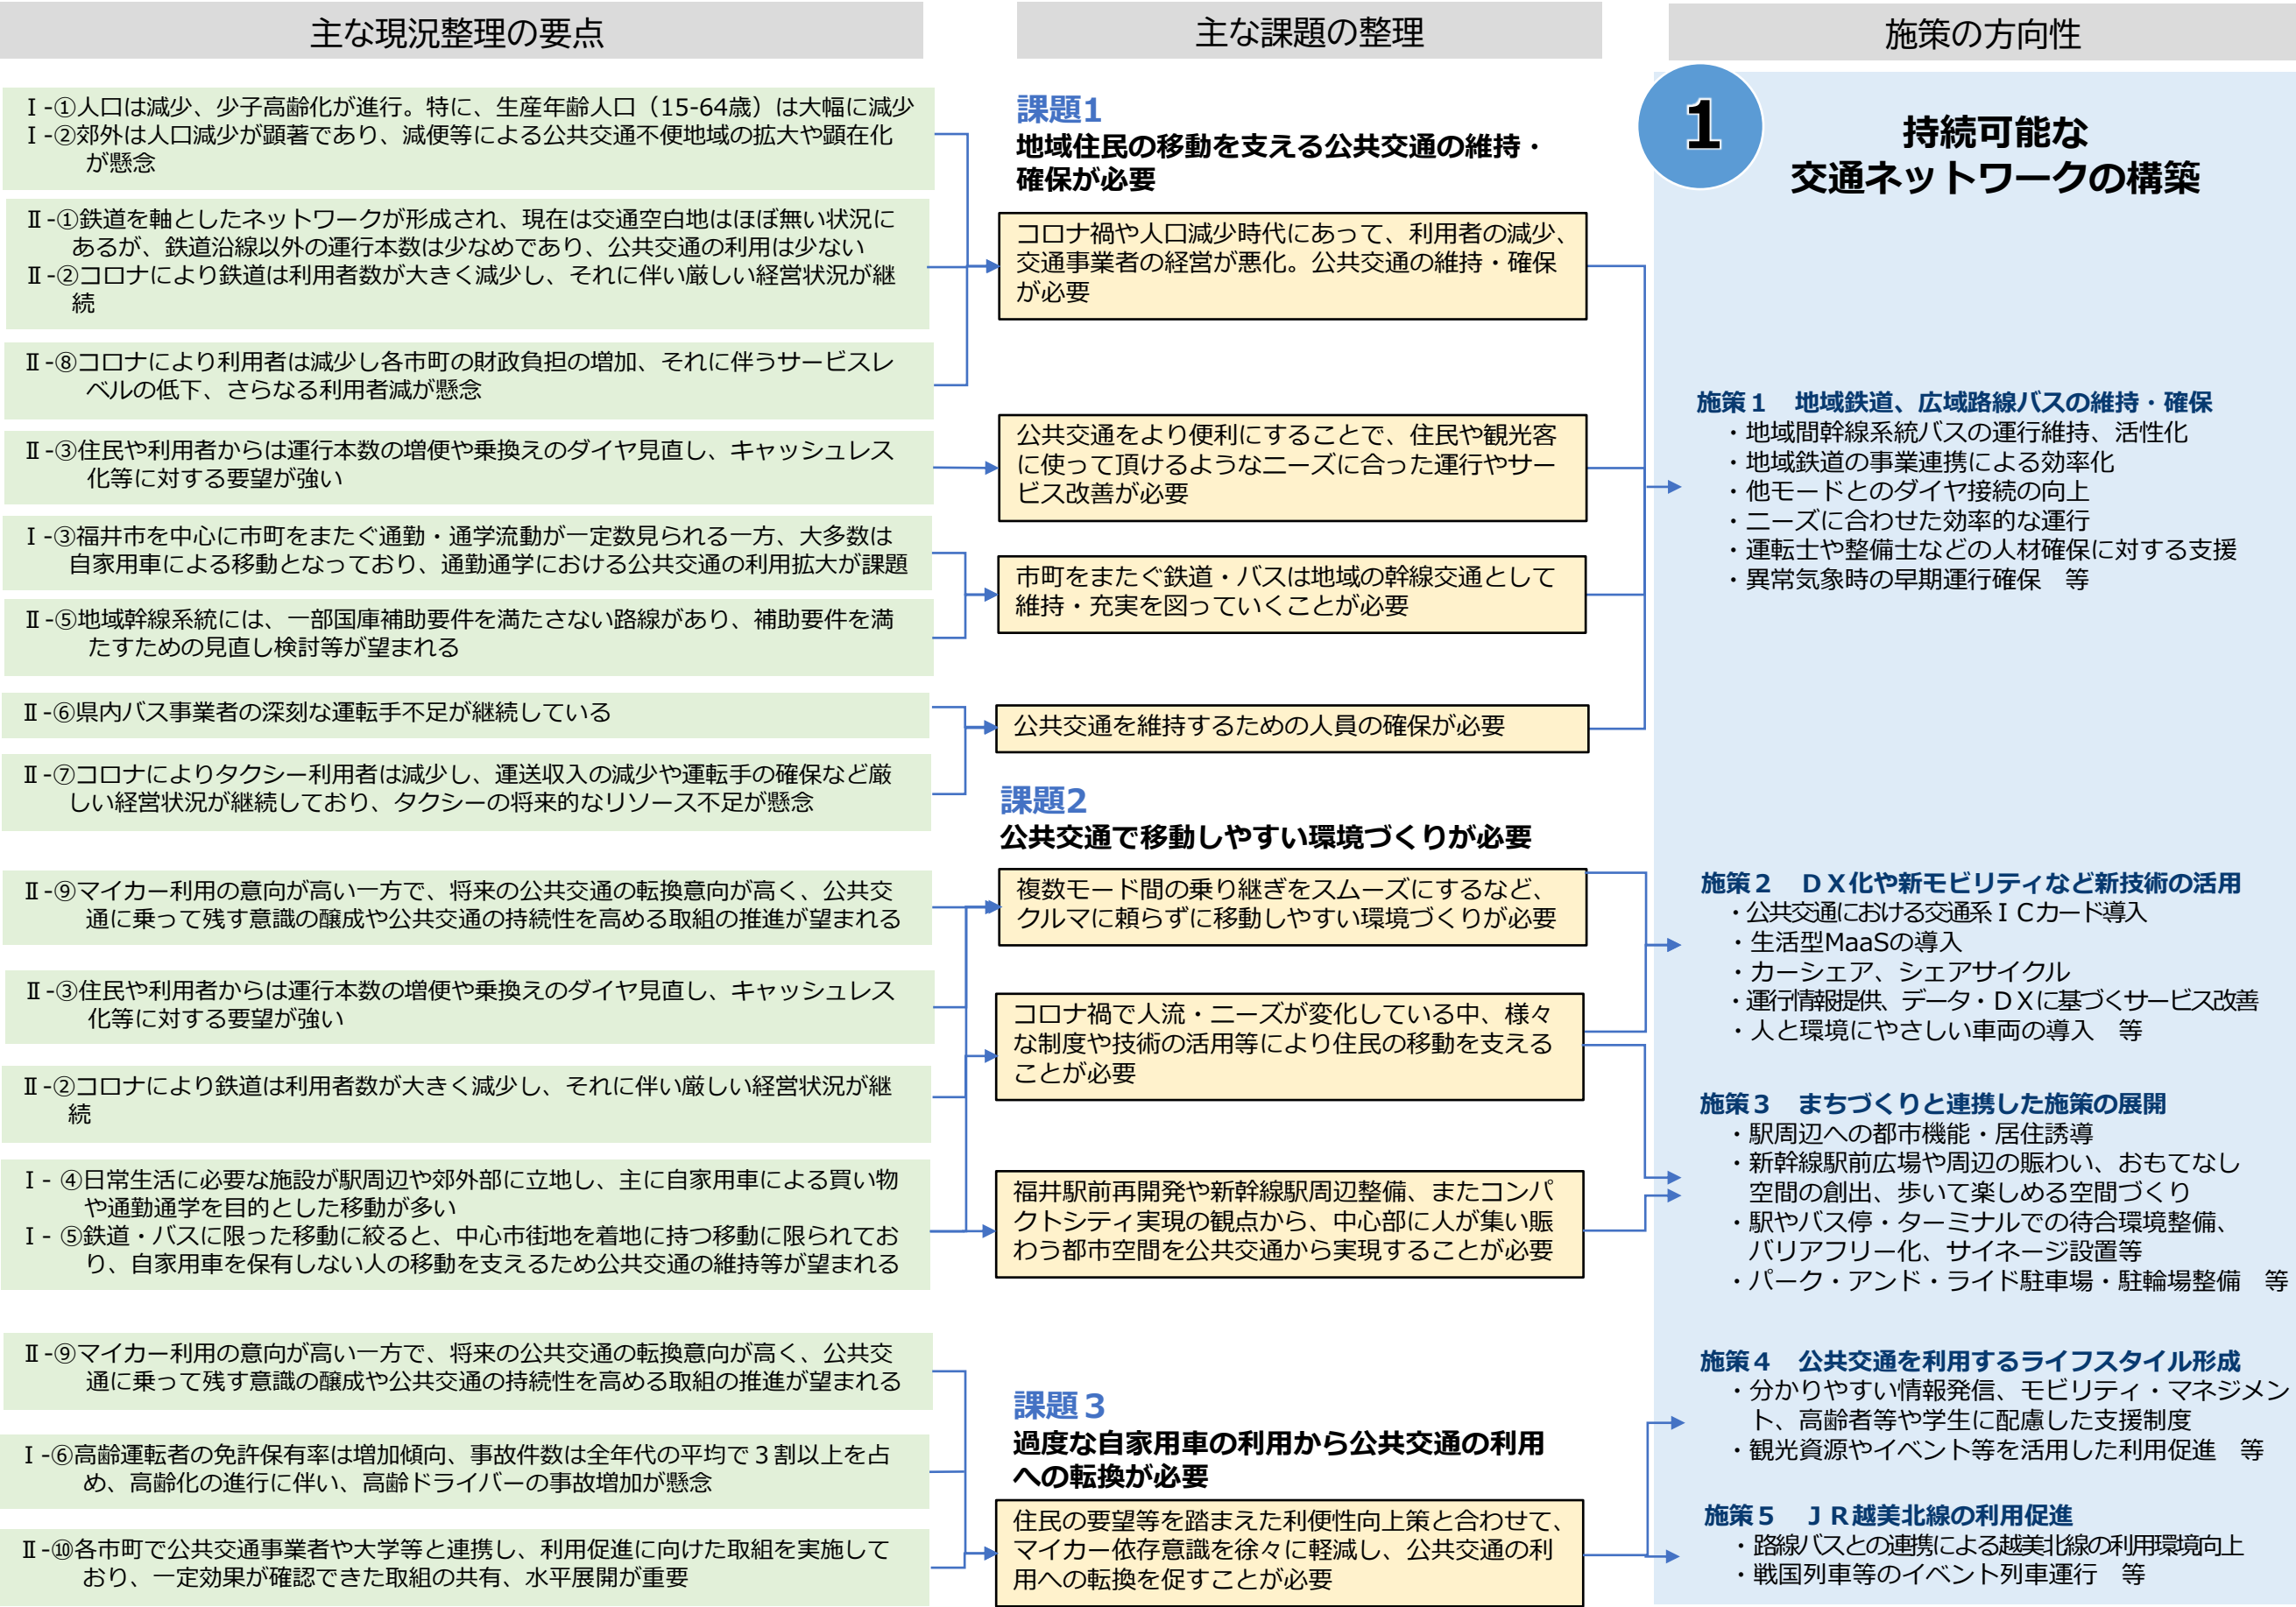 主な現況整理の要点
Ⅰ-①人口は減少、少子高齢化が進行。特に、生産年齢人口（15-64歳）は大幅に減少
Ⅰ-②郊外は人口減少が顕著であり、減便等による公共交通不便地域の拡大や顕在化
が懸念
Ⅱ-①鉄道を軸としたネットワークが形成され、現在は交通空白地はほぼ無い状況に
あるが、鉄道沿線以外の運行本数は少なめであり、公共交通の利用は少ない
Ⅱ-②コロナにより鉄道は利用者数が大きく減少し、それに伴い厳しい経営状況が継
続
Ⅱ-⑧コロナにより利用者は減少し各市町の財政負担の増加、それに伴うサービスレ
ベルの低下、さらなる利用者減が懸念
Ⅱ-③住民や利用者からは運行本数の増便や乗換えのダイヤ見直し、キャッシュレス
化等に対する要望が強い
Ⅰ-③福井市を中心に市町をまたぐ通勤・通学流動が一定数見られる一方、大多数は
自家用車による移動となっており、通勤通学における公共交通の利用拡大が課題
Ⅱ-⑤地域幹線系統には、一部国庫補助要件を満たさない路線があり、補助要件を満
たすための見直し検討等が望まれる
Ⅱ-⑥県内バス事業者の深刻な運転手不足が継続している
Ⅱ-⑦コロナによりタクシー利用者は減少し、運送収入の減少や運転手の確保など厳
しい経営状況が継続しており、タクシーの将来的なリソース不足が懸念
Ⅱ-⑨マイカー利用の意向が高い一方で、将来の公共交通の転換意向が高く、公共交
通に乗って残す意識の醸成や公共交通の持続性を高める取組の推進が望まれる
Ⅱ-③住民や利用者からは運行本数の増便や乗換えのダイヤ見直し、キャッシュレス
化等に対する要望が強い
Ⅱ-②コロナにより鉄道は利用者数が大きく減少し、それに伴い厳しい経営状況が継
続
Ⅰ- ④日常生活に必要な施設が駅周辺や郊外部に立地し、主に自家用車による買い物
や通勤通学を目的とした移動が多い
Ⅰ- ⑤鉄道・バスに限った移動に絞ると、中心市街地を着地に持つ移動に限られてお
り、自家用車を保有しない人の移動を支えるため公共交通の維持等が望まれる
Ⅱ-⑨マイカー利用の意向が高い一方で、将来の公共交通の転換意向が高く、公共交
通に乗って残す意識の醸成や公共交通の持続性を高める取組の推進が望まれる
Ⅰ-⑥高齢運転者の免許保有率は増加傾向、事故件数は全年代の平均で３割以上を占
め、高齢化の進行に伴い、高齢ドライバーの事故増加が懸念
Ⅱ-⑩各市町で公共交通事業者や大学等と連携し、利用促進に向けた取組を実施して
おり、一定効果が確認できた取組の共有、水平展開が重要
主な課題の整理
課題1
地域住民の移動を支える公共交通の維持・
確保が必要
コロナ禍や人口減少時代にあって、利用者の減少、
交通事業者の経営が悪化。公共交通の維持・確保
が必要
公共交通をより便利にすることで、住民や観光客
に使って頂けるようなニーズに合った運行やサー
ビス改善が必要
市町をまたぐ鉄道・バスは地域の幹線交通として
維持・充実を図っていくことが必要
公共交通を維持するための人員の確保が必要
課題2
公共交通で移動しやすい環境づくりが必要
複数モード間の乗り継ぎをスムーズにするなど、
クルマに頼らずに移動しやすい環境づくりが必要
コロナ禍で人流・ニーズが変化している中、様々
な制度や技術の活用等により住民の移動を支える
ことが必要
福井駅前再開発や新幹線駅周辺整備、またコンパ
クトシティ実現の観点から、中心部に人が集い賑
わう都市空間を公共交通から実現することが必要
課題３
過度な自家用車の利用から公共交通の利用
への転換が必要
住民の要望等を踏まえた利便性向上策と合わせて、
マイカー依存意識を徐々に軽減し、公共交通の利
用への転換を促すことが必要
施策の方向性
1
持続可能な
交通ネットワークの構築
施策１　地域鉄道、広域路線バスの維持・確保
・地域間幹線系統バスの運行維持、活性化
・地域鉄道の事業連携による効率化
・他モードとのダイヤ接続の向上
・ニーズに合わせた効率的な運行
・運転士や整備士などの人材確保に対する支援
・異常気象時の早期運行確保　等
施策２　ＤＸ化や新モビリティなど新技術の活用
・公共交通における交通系ＩＣカード導入
・生活型MaaSの導入
・カーシェア、シェアサイクル
・運行情報提供、データ・ＤＸに基づくサービス改善
・人と環境にやさしい車両の導入　等
施策３　まちづくりと連携した施策の展開
・駅周辺への都市機能・居住誘導
・新幹線駅前広場や周辺の賑わい、おもてなし
空間の創出、歩いて楽しめる空間づくり
・駅やバス停・ターミナルでの待合環境整備、
バリアフリー化、サイネージ設置等
・パーク・アンド・ライド駐車場・駐輪場整備　等
施策４　公共交通を利用するライフスタイル形成
・分かりやすい情報発信、モビリティ・マネジメン
ト、高齢者等や学生に配慮した支援制度
・観光資源やイベント等を活用した利用促進　等
施策５　ＪＲ越美北線の利用促進
・路線バスとの連携による越美北線の利用環境向上
・戦国列車等のイベント列車運行　等